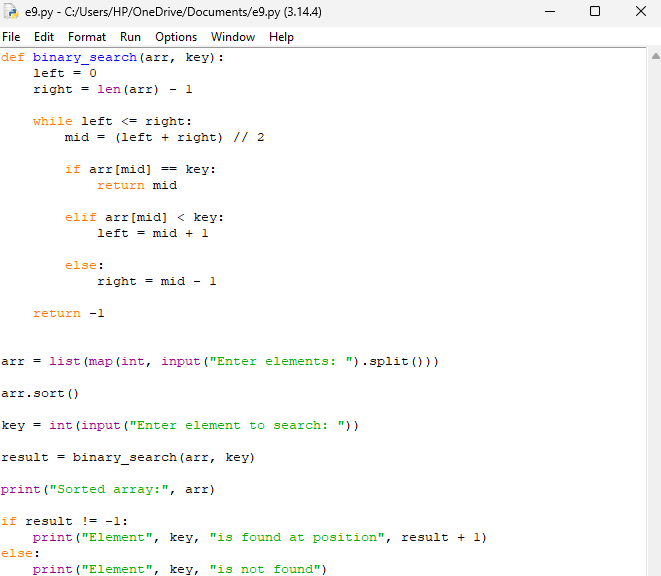 e9.py - C:/Users/HP/OneDrive/Documents/e9.py (3.14.4)
File Edit Format Run Options Window Help
def binary_search(arr, key):
    left = 0
    right = len(arr) - 1

    while left <= right:
        mid = (left + right) // 2

        if arr[mid] == key:
            return mid

        elif arr[mid] < key:
            left = mid + 1

        else:
            right = mid - 1

    return -1


arr = list(map(int, input("Enter elements: ").split()))

arr.sort()

key = int(input("Enter element to search: "))

result = binary_search(arr, key)

print("Sorted array:", arr)

if result != -1:
    print("Element", key, "is found at position", result + 1)
else:
    print("Element", key, "is not found")